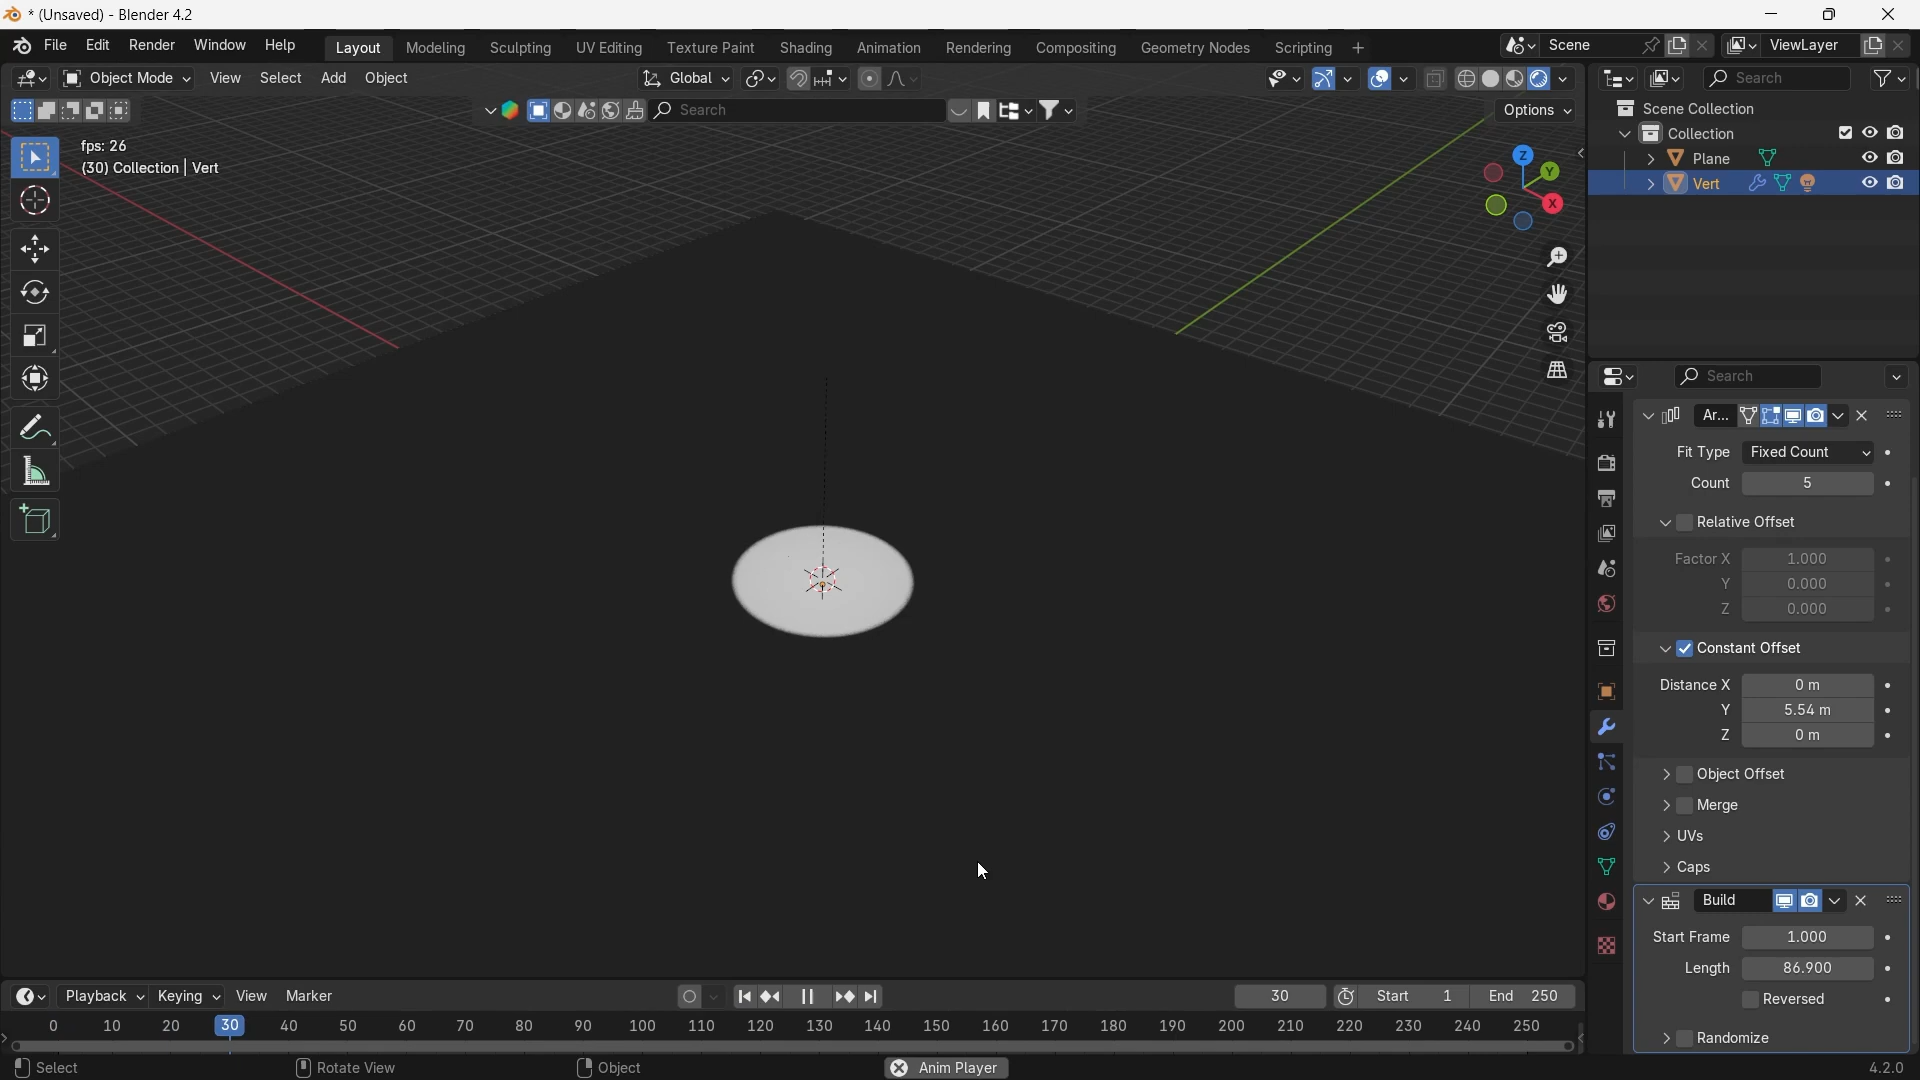 * (Unsaved) - Blender 4.2
File Edit Render Window Help Layout Modeling Sculpting UV Editing Texture Paint Shading Animation Rendering Compositing Geometry Nodes Scripting + Scene ViewLayer
Object Mode View Select Add Object Global Search
Search Options
fps: 26
(30) Collection | Vert
Z
Y
X
Scene Collection
Collection
Plane
Vert
Search
Ar...
Fit Type Fixed Count
Count 5
Relative Offset
Factor X 1.000
Y 0.000
Z 0.000
Constant Offset
Distance X 0 m
Y 5.54 m
Z 0 m
Object Offset
Merge
UVs
Caps
Build
Start Frame 1.000
Length 86.900
Reversed
Randomize
Playback Keying View Marker 30 Start 1 End 250
0 10 20 30 40 50 60 70 80 90 100 110 120 130 140 150 160 170 180 190 200 210 220 230 240 250
Select Rotate View Object Anim Player 4.2.0